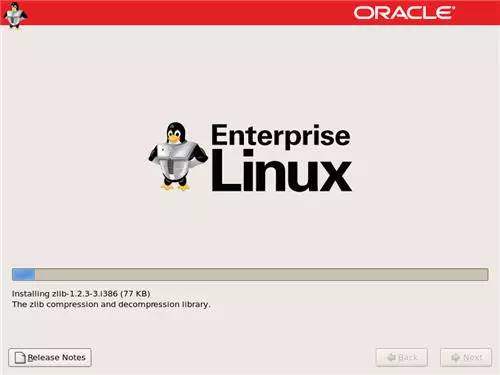 ORACLE
Enterprise
Linux
Installing zlib-1.2.3-3.i386 (77 KB)
The zlib compression and decompression library.
Release Notes
Back
Next